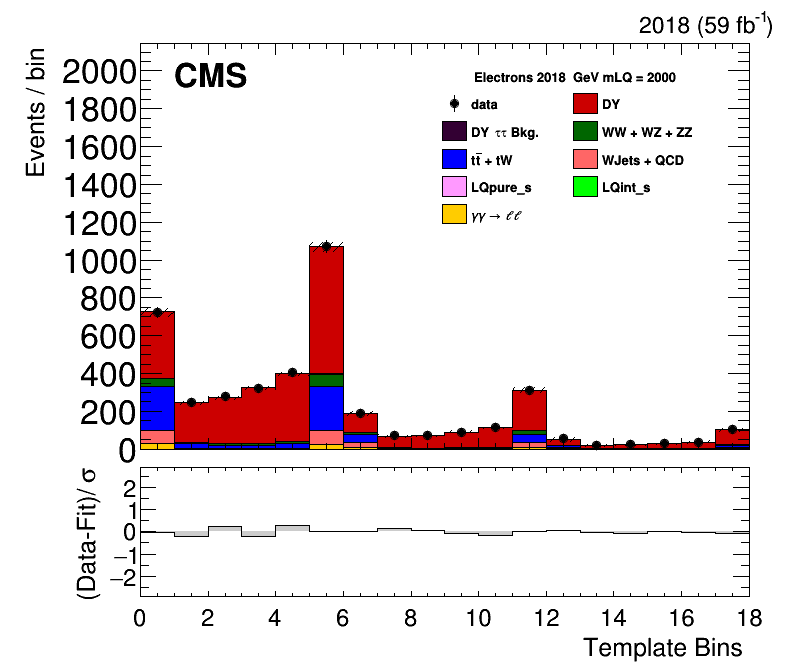 2018 (59 fb⁻¹)
CMS
Electrons 2018 GeV mLQ = 2000
data
DY
DY ττ Bkg.
WW + WZ + ZZ
tt̄ + tW
WJets + QCD
LQpure_s
LQint_s
γγ → ℓℓ
Events / bin
2000
1800
1600
1400
1200
1000
800
600
400
200
0
(Data-Fit)/ σ
2
1
0
−1
−2
0 2 4 6 8 10 12 14 16 18
Template Bins